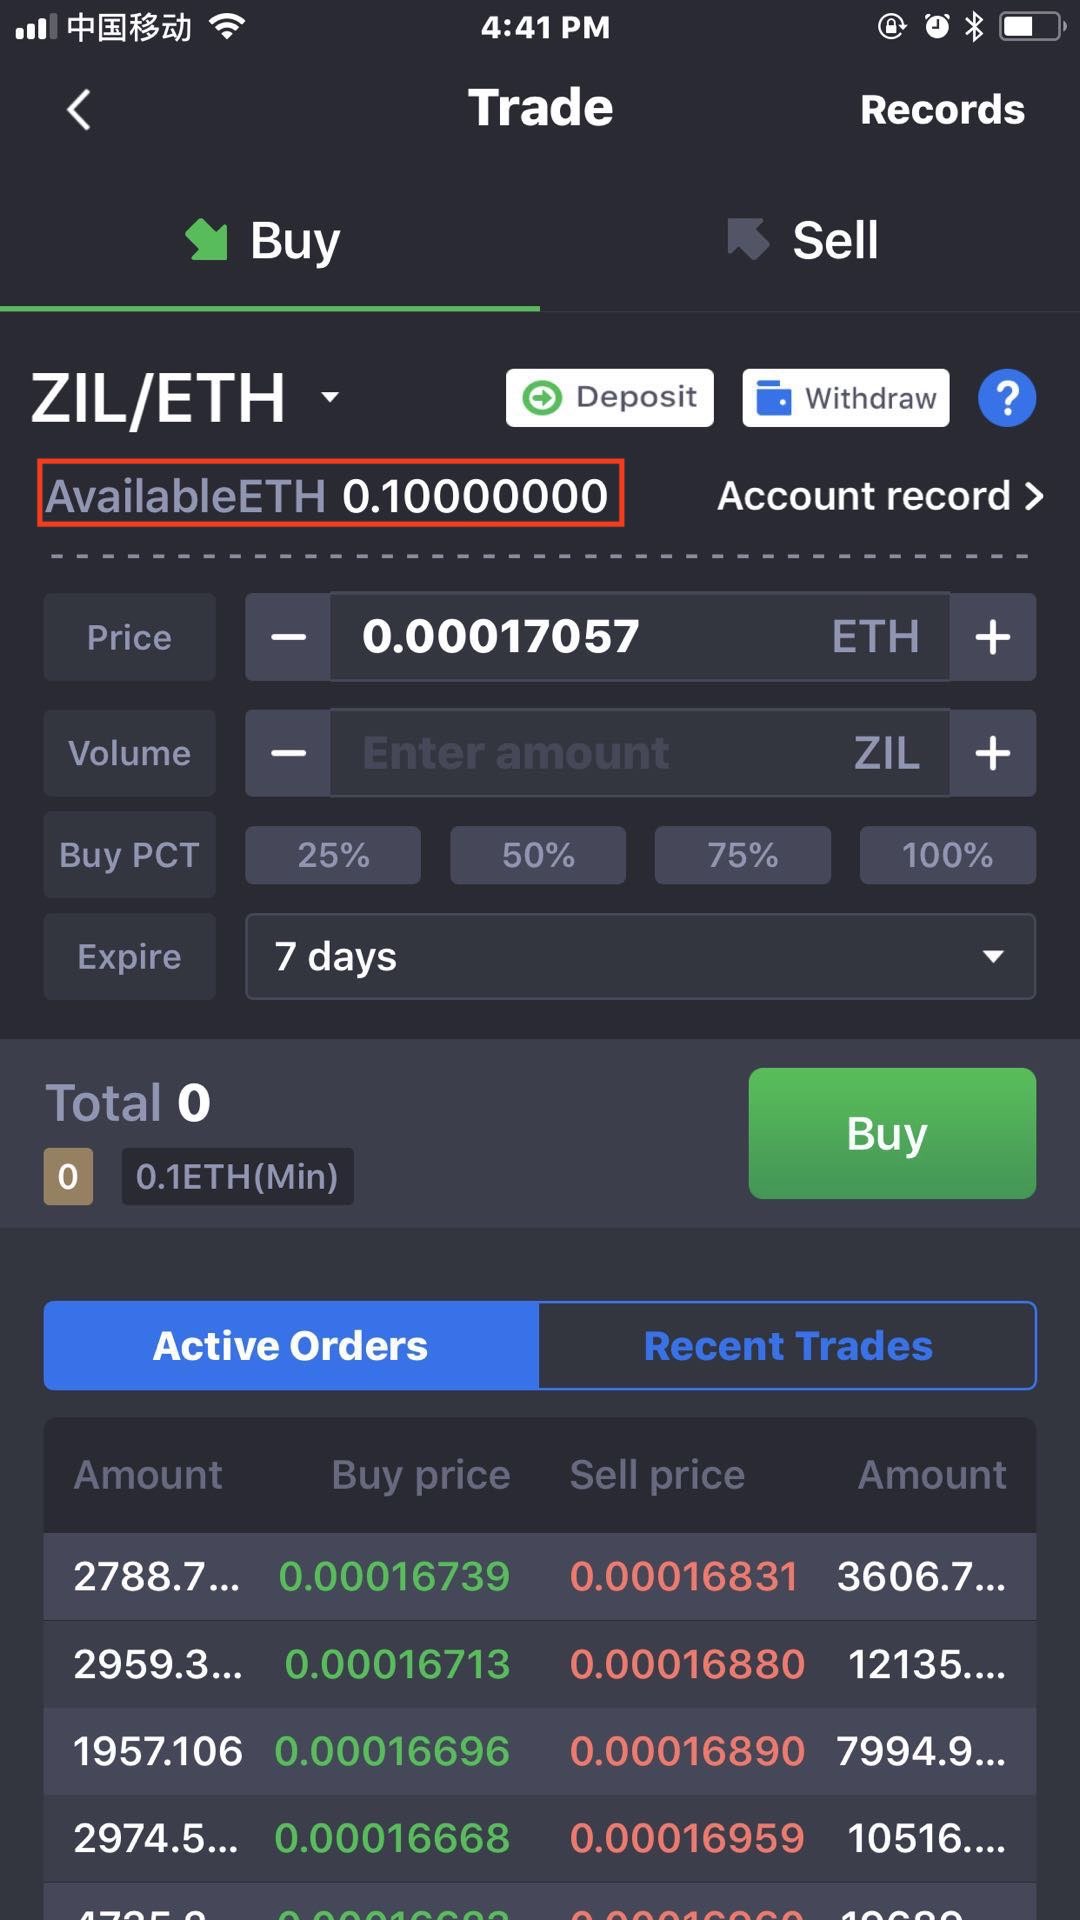 中国移动 4:41 PM
Trade Records
Buy Sell
ZIL/ETH Deposit Withdraw ?
AvailableETH 0.10000000 Account record
Price − 0.00017057 ETH +
Volume − Enter amount ZIL +
Buy PCT 25% 50% 75% 100%
Expire 7 days
Total 0
0 0.1ETH(Min) Buy
Active Orders Recent Trades
Amount Buy price Sell price Amount
2788.7... 0.00016739 0.00016831 3606.7...
2959.3... 0.00016713 0.00016880 12135....
1957.106 0.00016696 0.00016890 7994.9...
2974.5... 0.00016668 0.00016959 10516....